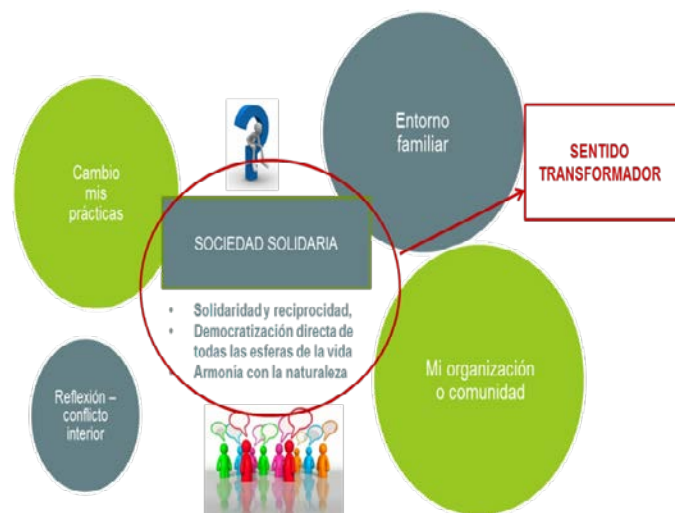 Entorno
familiar
SENTIDO
TRANSFORMADOR
Cambio
mis
prácticas
SOCIEDAD SOLIDARIA
• Solidaridad y reciprocidad,
• Democratización directa de
todas las esferas de la vida
• Armonía con la naturaleza
Mi organización
o comunidad
Reflexión –
conflicto
interior